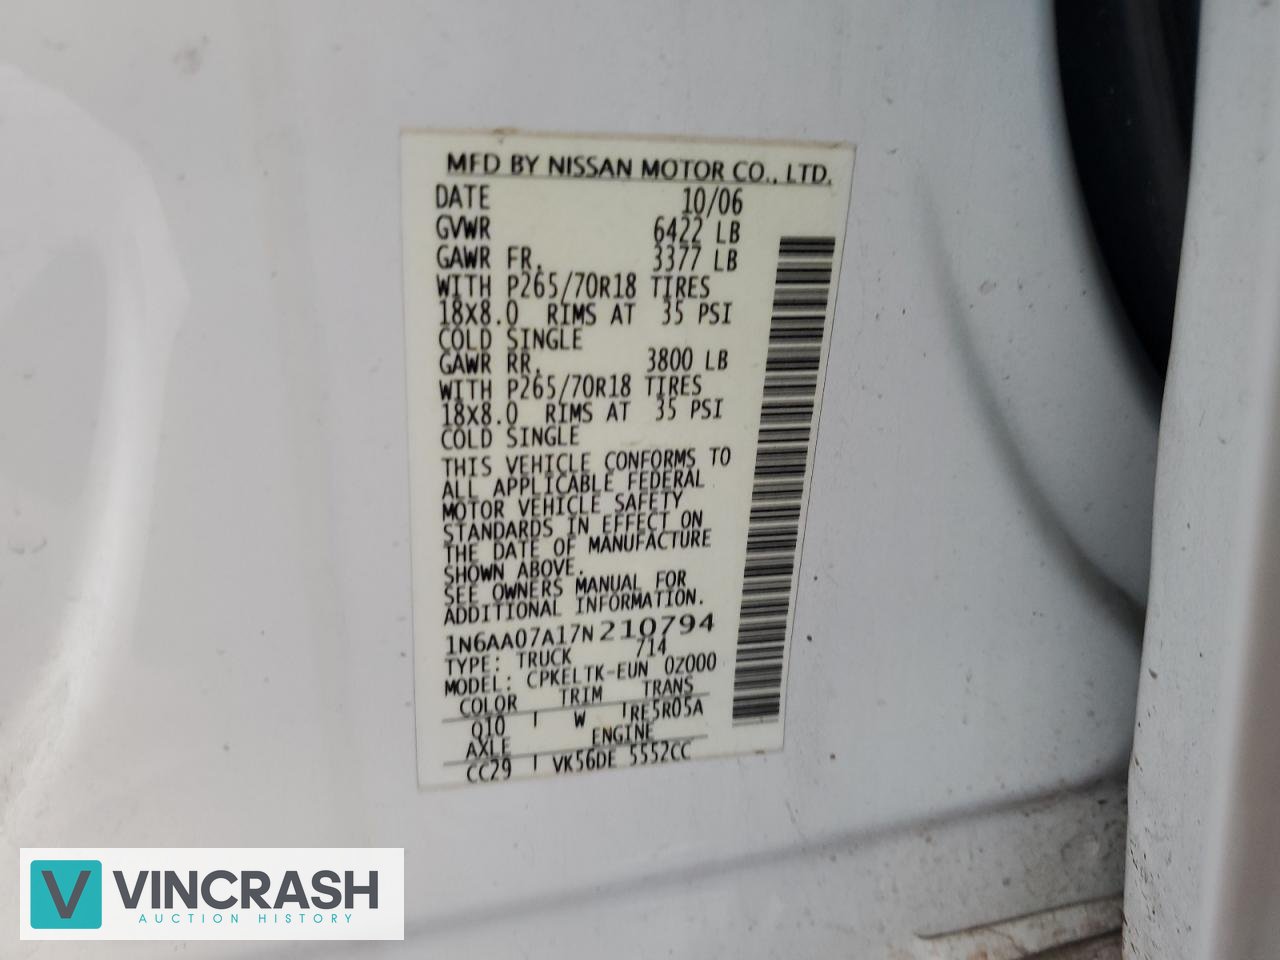 MFD BY NISSAN MOTOR CO., LTD.
DATE 10/06
GVWR 6422 LB
GAWR FR. 3377 LB
WITH P265/70R18 TIRES
18X8.0 RIMS AT 35 PSI
COLD SINGLE
GAWR RR. 3800 LB
WITH P265/70R18 TIRES
18X8.0 RIMS AT 35 PSI
COLD SINGLE
THIS VEHICLE CONFORMS TO
ALL APPLICABLE FEDERAL
MOTOR VEHICLE SAFETY
STANDARDS IN EFFECT ON
THE DATE OF MANUFACTURE
SHOWN ABOVE.
SEE OWNERS MANUAL FOR
ADDITIONAL INFORMATION.
1N6AA07A17N210794
TYPE: TRUCK 714
MODEL: CPKELTK-EUN 0Z000
COLOR TRIM TRANS
Q10 W RE5R05A
AXLE ENGINE
CC29 VK56DE 5552CC
V VINCRASH
AUCTION HISTORY